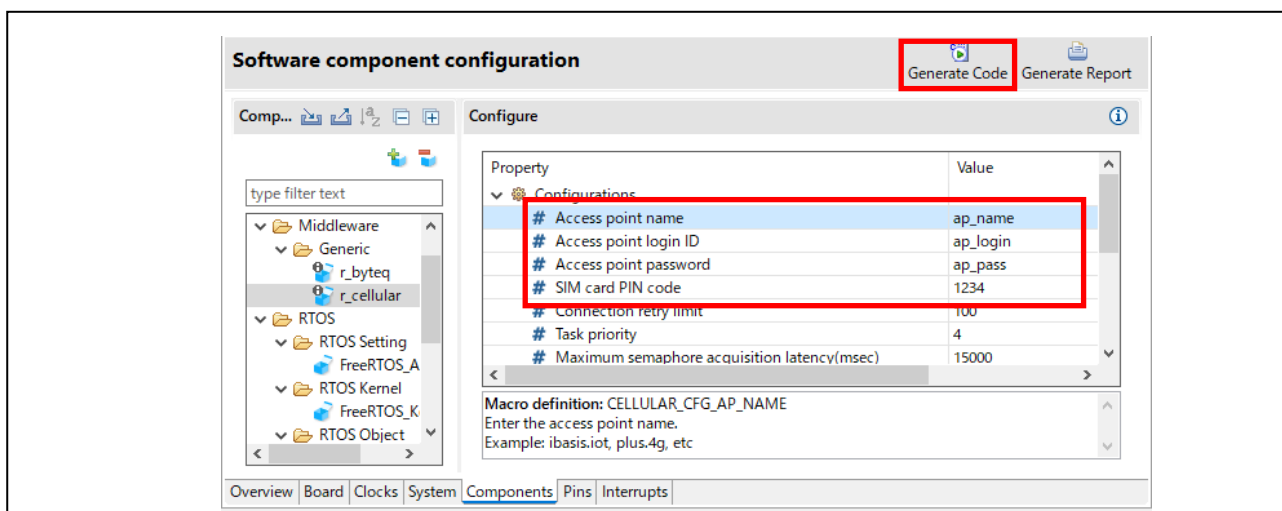 Software component configuration
Generate Code
Generate Report
Comp...
Configure
type filter text
Middleware
Generic
r_byteq
r_cellular
RTOS
RTOS Setting
FreeRTOS_A
RTOS Kernel
FreeRTOS_K
RTOS Object
Property Value
Configurations
# Access point name ap_name
# Access point login ID ap_login
# Access point password ap_pass
# SIM card PIN code 1234
# Connection retry limit 100
# Task priority 4
# Maximum semaphore acquisition latency(msec) 15000
Macro definition: CELLULAR_CFG_AP_NAME
Enter the access point name.
Example: ibasis.iot, plus.4g, etc
Overview Board Clocks System Components Pins Interrupts